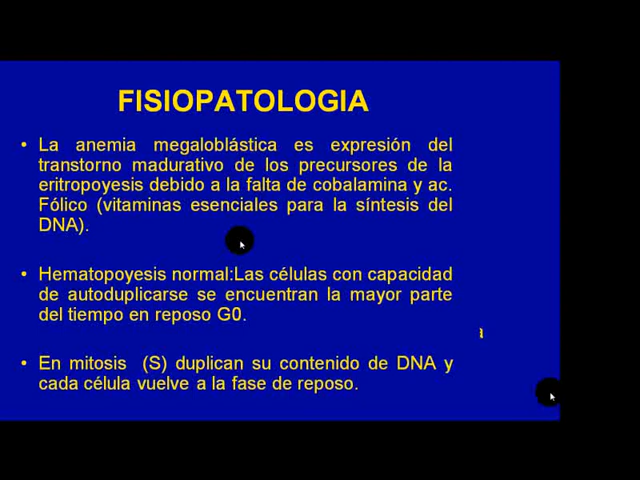 FISIOPATOLOGIA
• La anemia megaloblástica es expresión del
transtorno madurativo de los precursores de la
eritropoyesis debido a la falta de cobalamina y ac.
Fólico (vitaminas esenciales para la síntesis del
DNA).
• Hematopoyesis normal:Las células con capacidad
de autoduplicarse se encuentran la mayor parte
del tiempo en reposo G0.
a
• En mitosis (S) duplican su contenido de DNA y
cada célula vuelve a la fase de reposo.